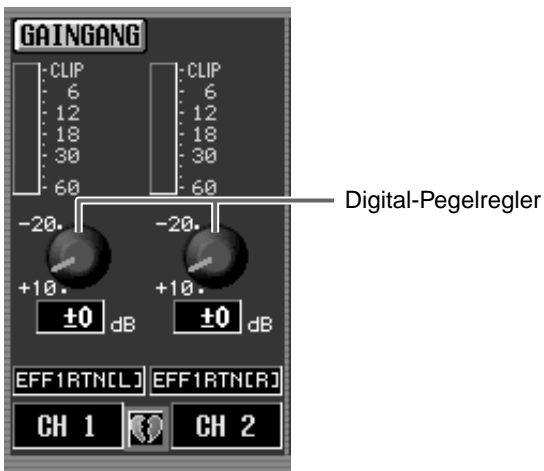 GAINGANG
CLIP CLIP
6 6
12 12
18 18
30 30
60 60
Digital-Pegelregler
-20 -20
+10 +10
±0 dB ±0 dB
EFF1RTN[L] EFF1RTN[R]
CH 1 CH 2